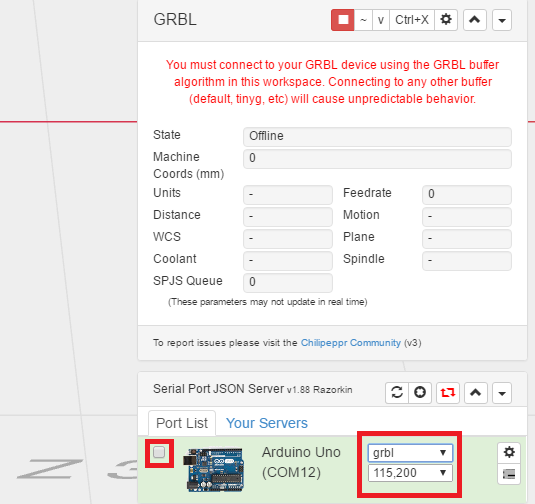 GRBL
~ v Ctrl+X
You must connect to your GRBL device using the GRBL buffer
algorithm in this workspace. Connecting to any other buffer
(default, tinyg, etc) will cause unpredictable behavior.
State Offline
Machine 0
Coords (mm)
Units - Feedrate 0
Distance - Motion -
WCS - Plane -
Coolant - Spindle -
SPJS Queue 0
(These parameters may not update in real time)
To report issues please visit the Chilipeppr Community (v3)
Serial Port JSON Server v1.88 Razorkin
Port List Your Servers
Arduino Uno grbl
(COM12) 115,200
Z 3